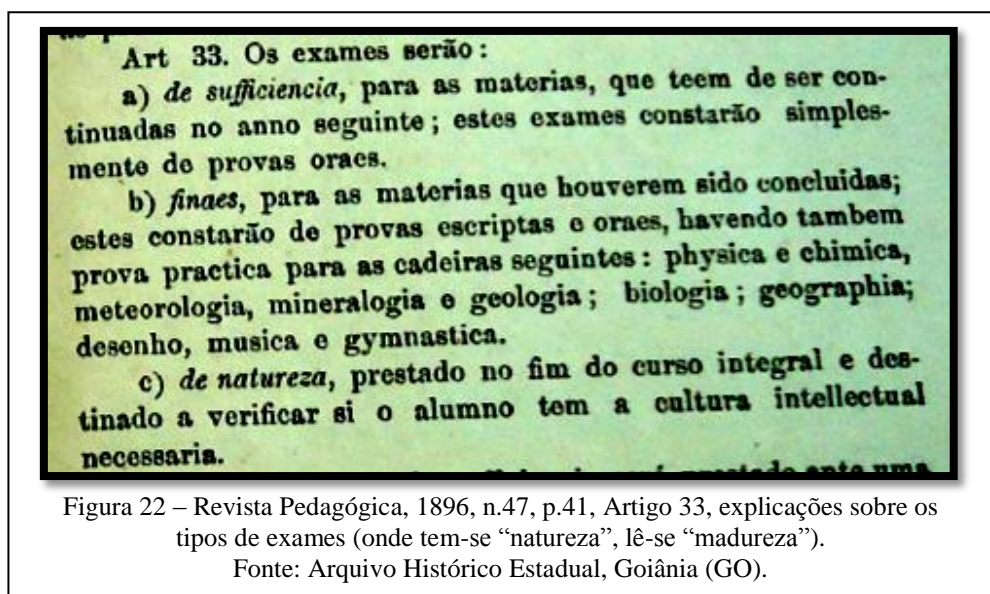 Art 33. Os exames serão :
a) de sufficiencia, para as materias, que teem de ser con-
tinuadas no anno seguinte ; estes exames constarão simples-
mente de provas oraes.
b) finaes, para as materias que houverem sido concluidas;
estes constarão de provas escriptas e oraes, havendo tambem
prova practica para as cadeiras seguintes : physica e chimica,
meteorologia, mineralogia e geologia ; biologia ; geographia;
desenho, musica e gymnastica.
c) de natureza, prestado no fim do curso integral e des-
tinado a verificar si o alumno tem a cultura intellectual
necessaria.
Figura 22 – Revista Pedagógica, 1896, n.47, p.41, Artigo 33, explicações sobre os
tipos de exames (onde tem-se “natureza”, lê-se “madureza”).
Fonte: Arquivo Histórico Estadual, Goiânia (GO).